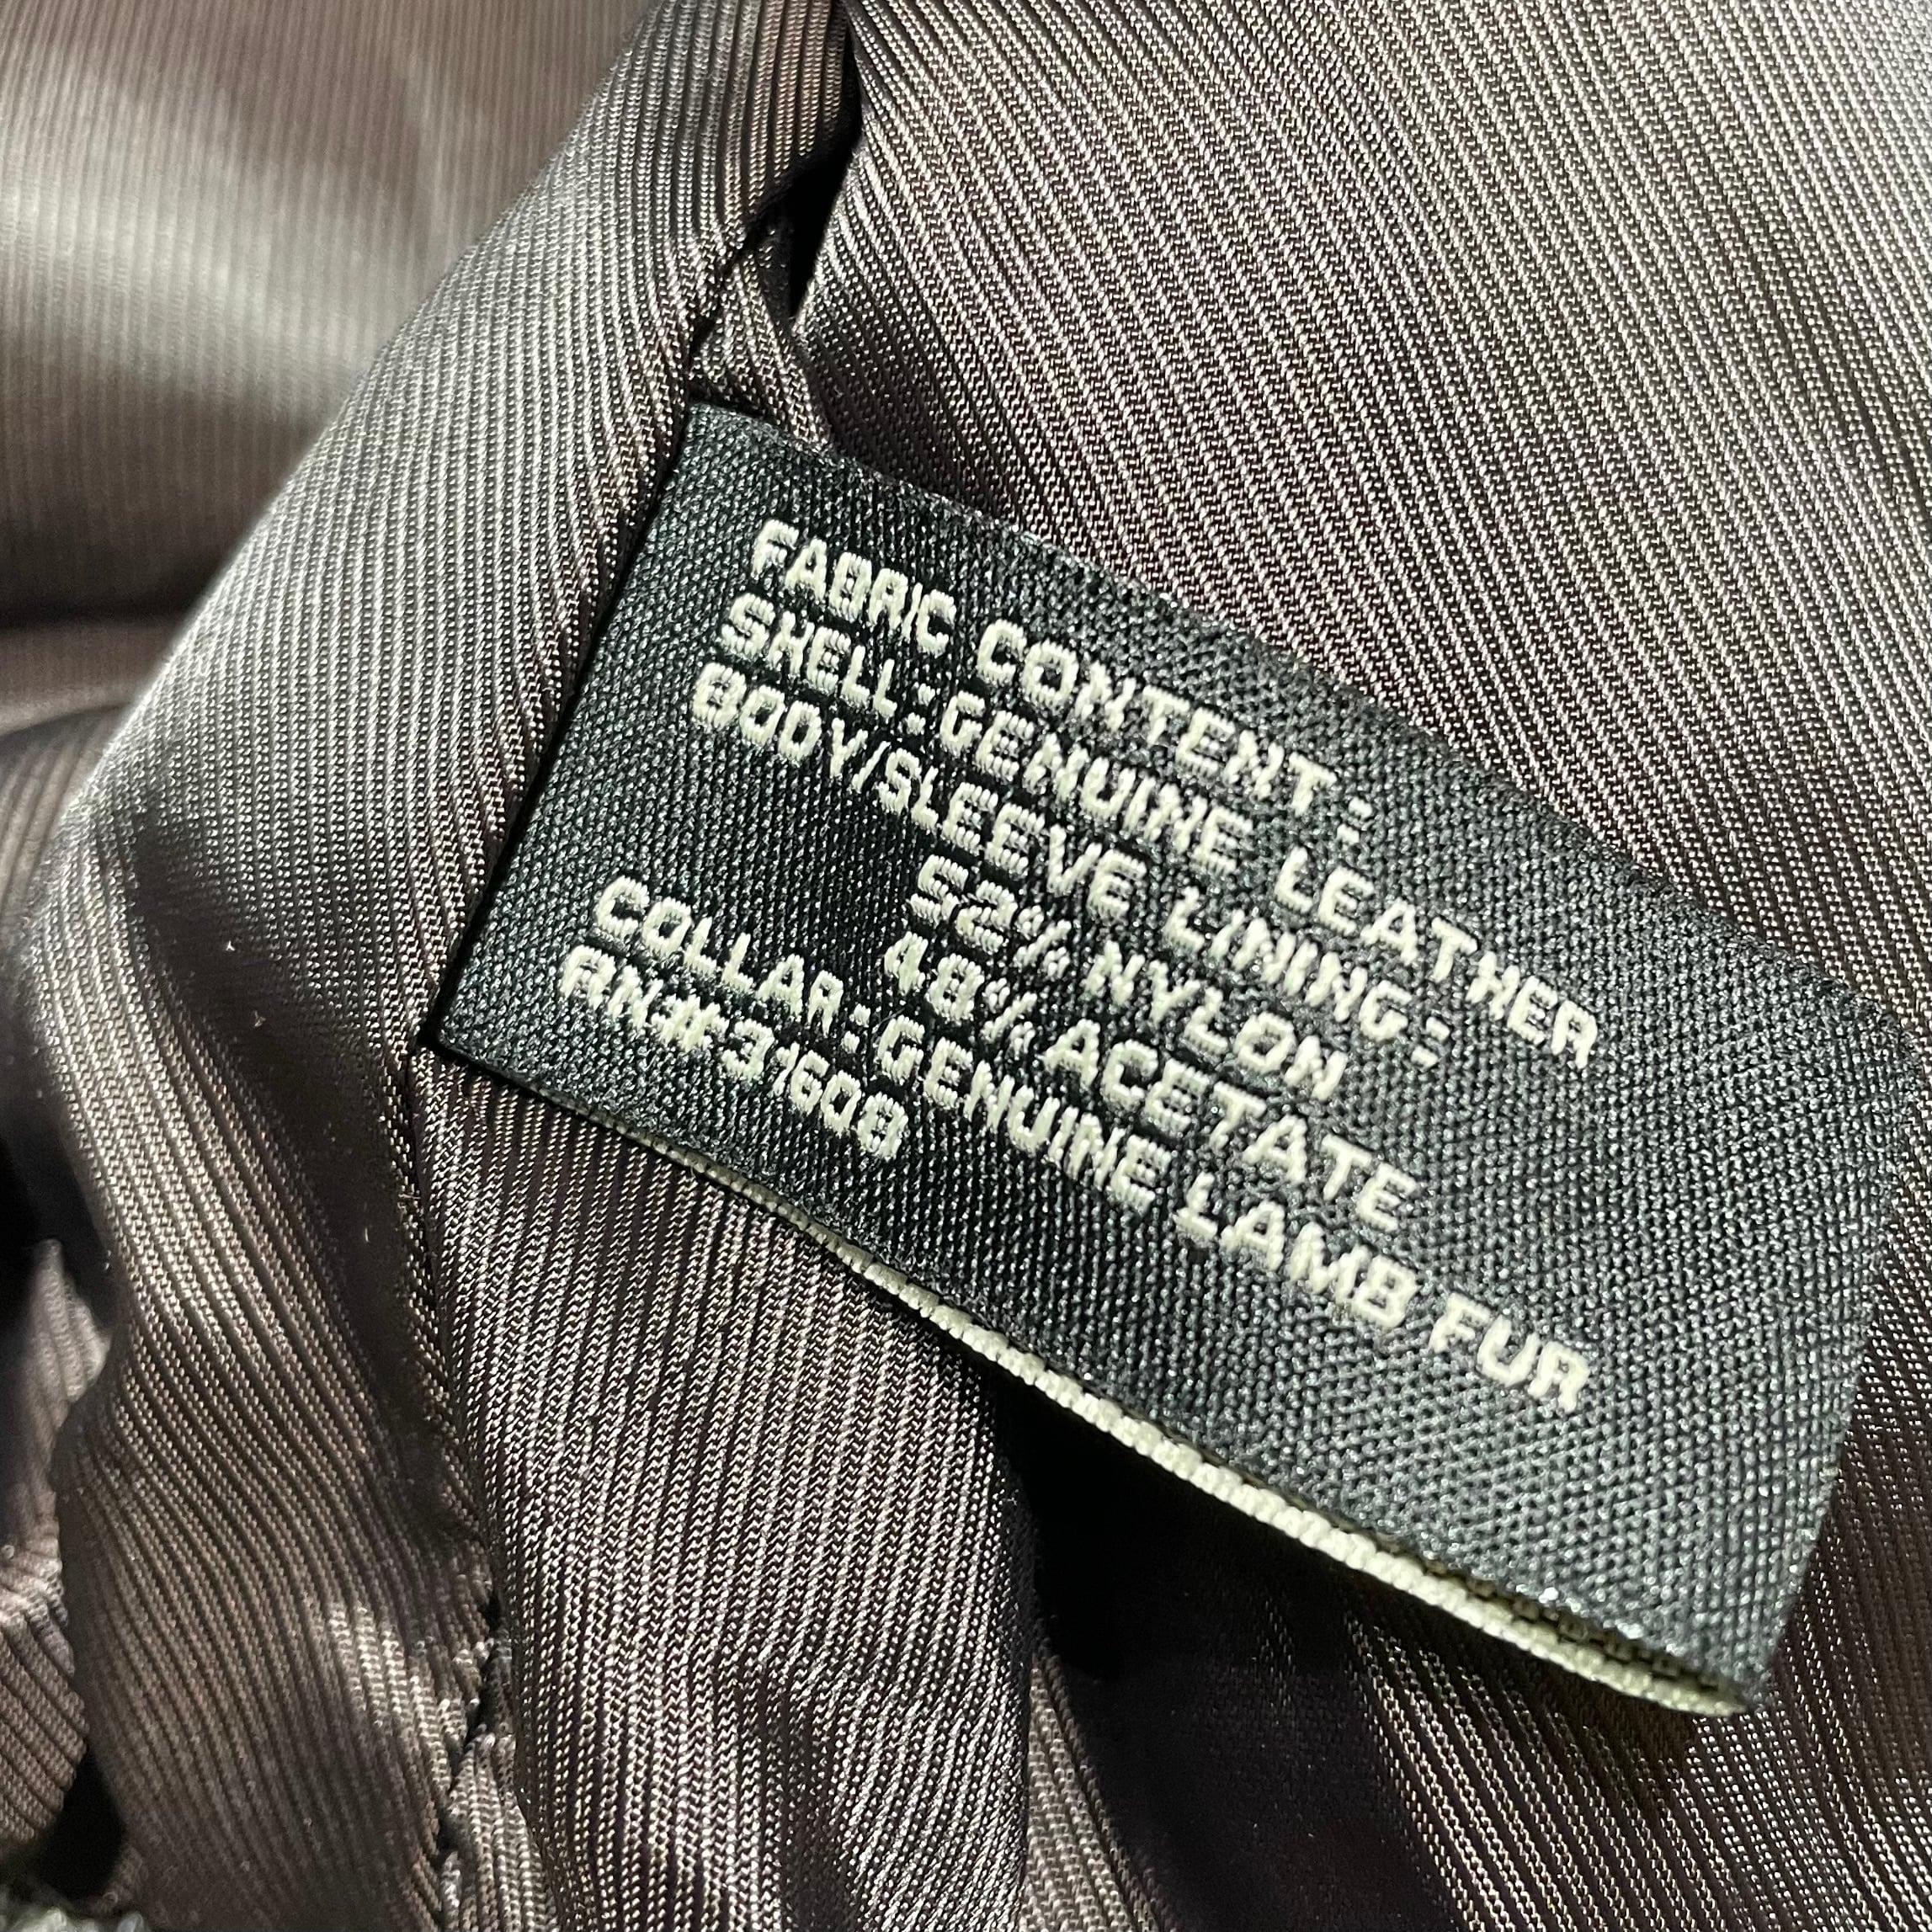 FABRIC CONTENT:
SHELL: GENUINE LEATHER
BODY/SLEEVE LINING:
52% NYLON
48% ACETATE
COLLAR: GENUINE LAMB FUR
RN#31608